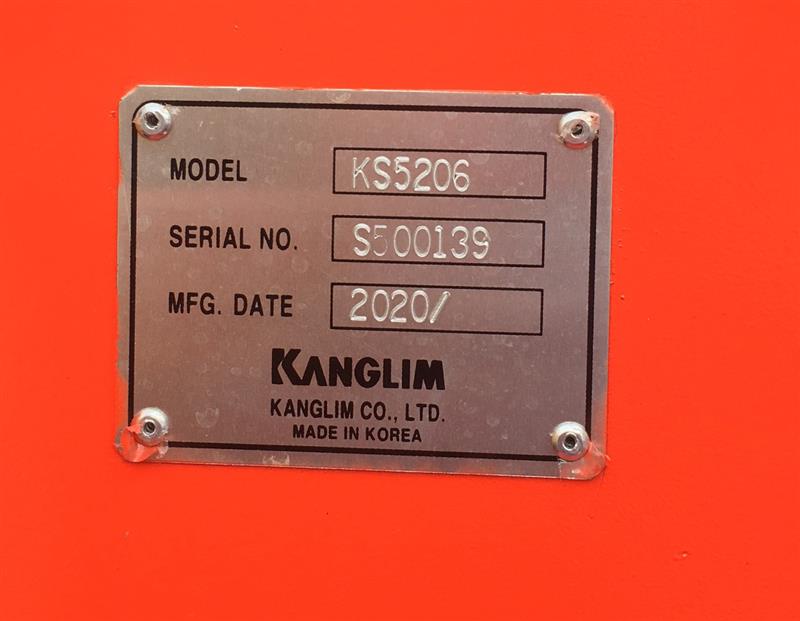 MODEL KS5206
SERIAL NO. S500139
MFG. DATE 2020/
KANGLIM
KANGLIM CO., LTD.
MADE IN KOREA